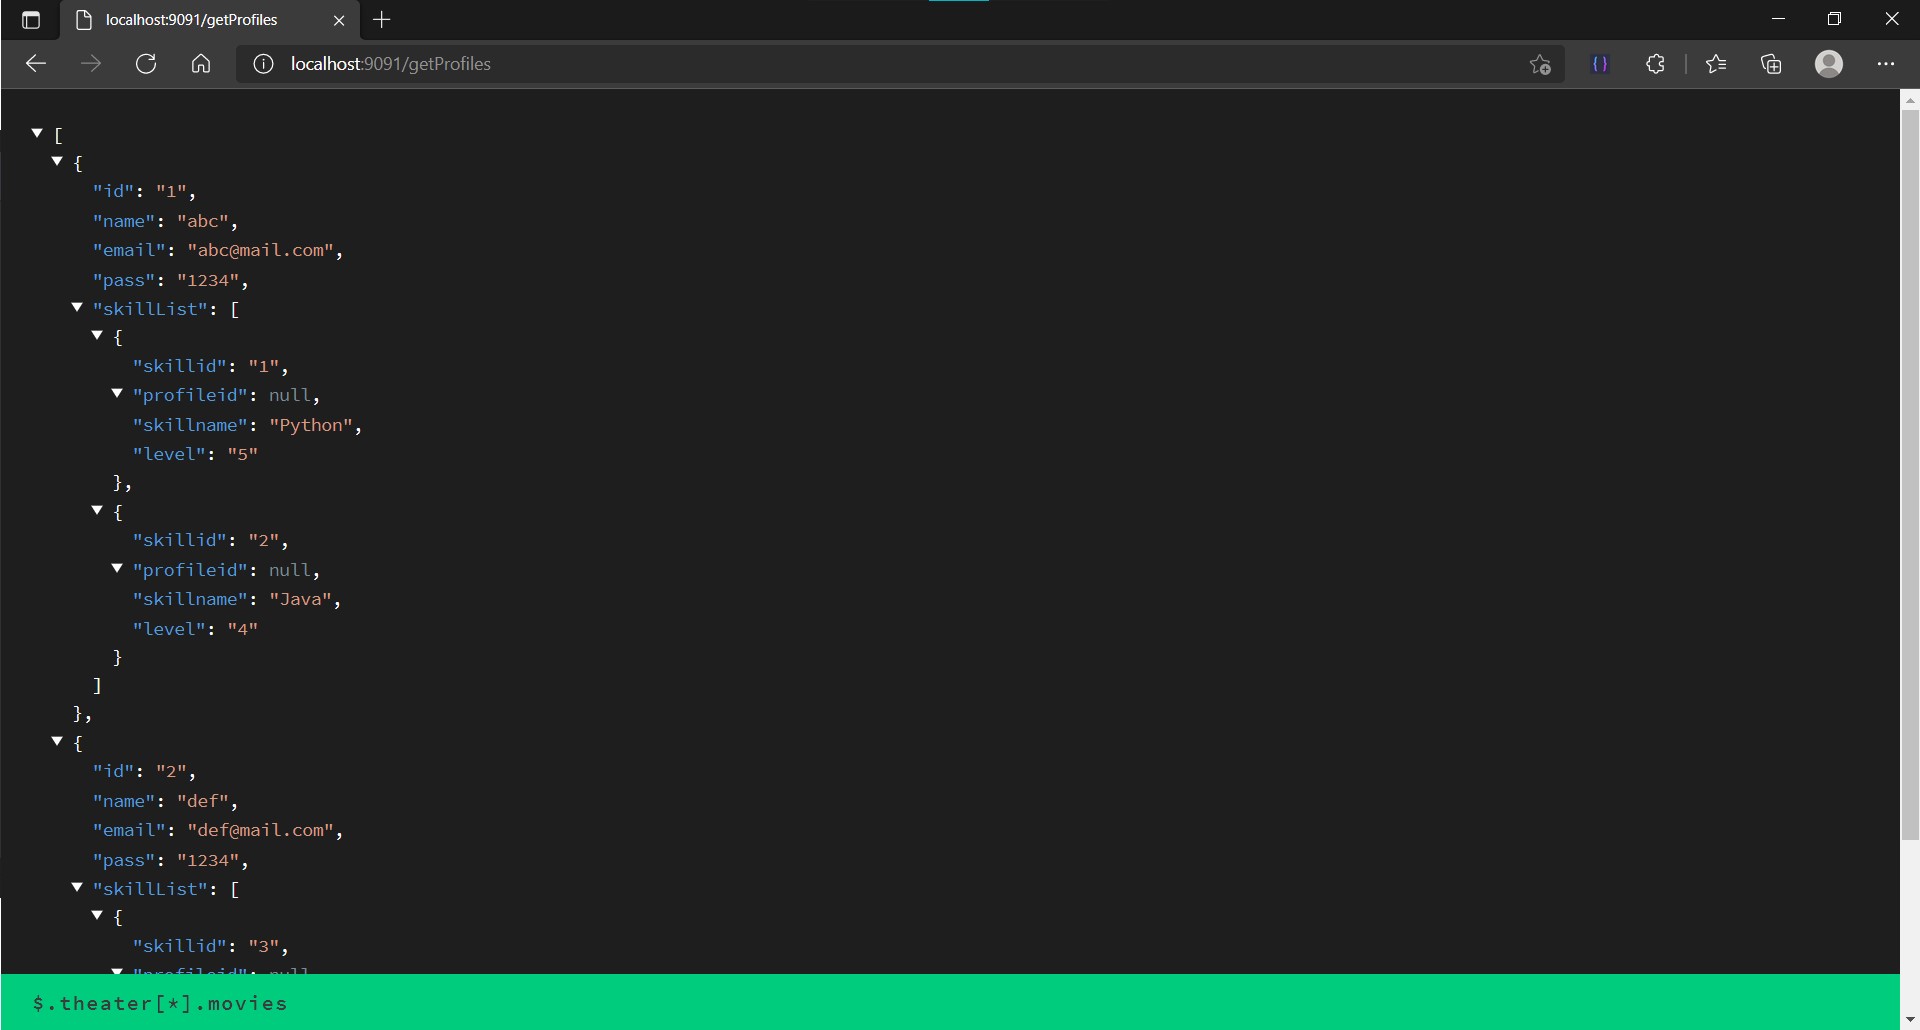 localhost:9091/getProfiles
localhost:9091/getProfiles
[
{
"id": "1",
"name": "abc",
"email": "abc@mail.com",
"pass": "1234",
"skillList": [
{
"skillid": "1",
"profileid": null,
"skillname": "Python",
"level": "5"
},
{
"skillid": "2",
"profileid": null,
"skillname": "Java",
"level": "4"
}
]
},
{
"id": "2",
"name": "def",
"email": "def@mail.com",
"pass": "1234",
"skillList": [
{
"skillid": "3",
"profileid": null
$.theater[*].movies